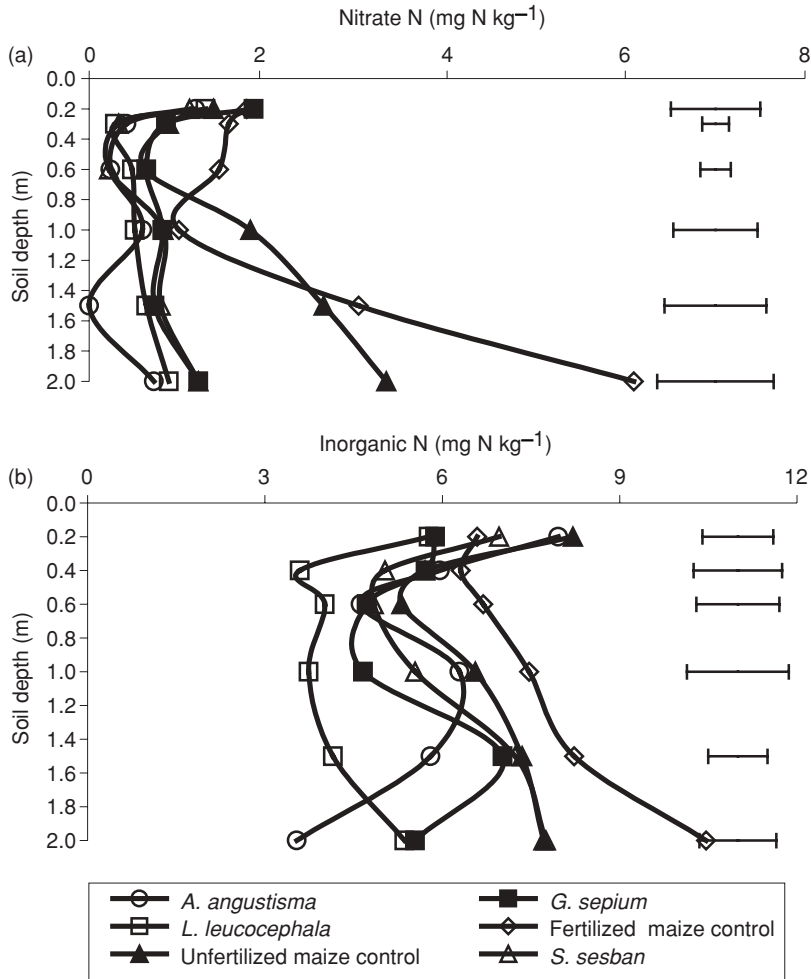 Nitrate N (mg N kg–1)
(a)
0 2 4 6 8
0.0
0.2
0.4
0.6
0.8
1.0
1.2
1.4
1.6
1.8
2.0
Soil depth (m)
Inorganic N (mg N kg–1)
(b)
0 3 6 9 12
0.0
0.2
0.4
0.6
0.8
1.0
1.2
1.4
1.6
1.8
2.0
Soil depth (m)
A. angustisma
L. leucocephala
Unfertilized maize control
G. sepium
Fertilized maize control
S. sesban